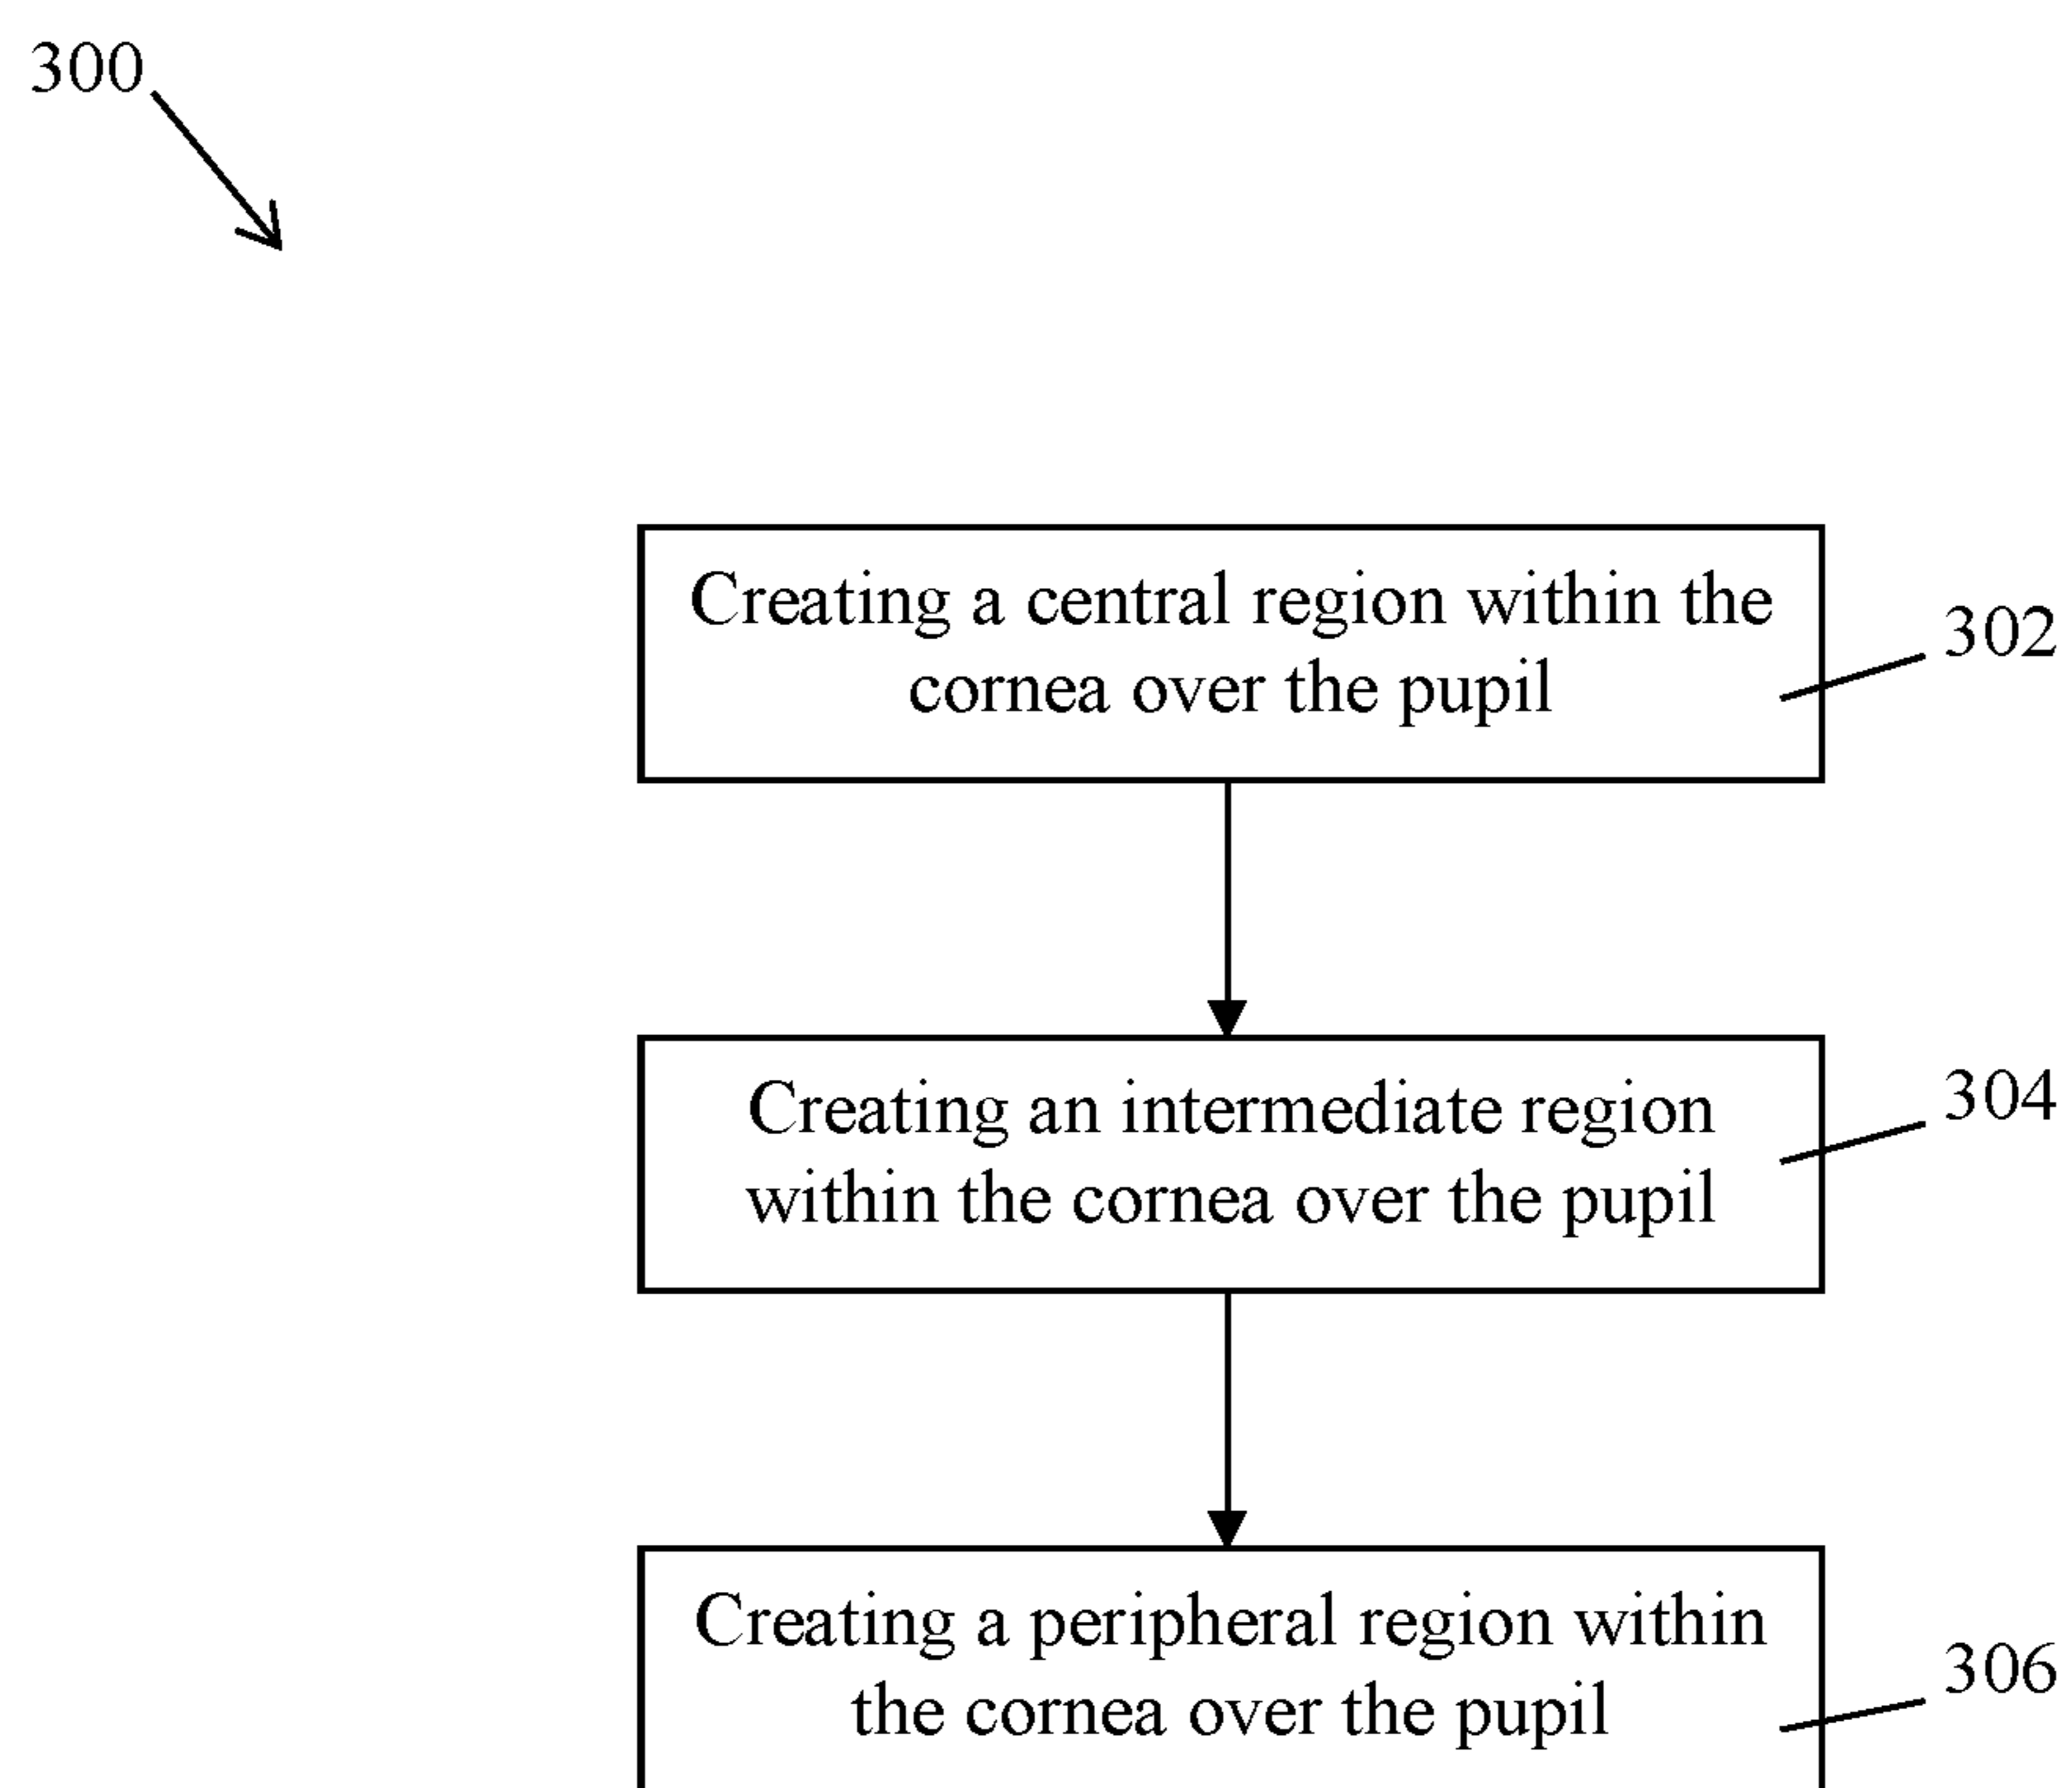 300
Creating a central region within the
cornea over the pupil
302
Creating an intermediate region
within the cornea over the pupil
304
Creating a peripheral region within
the cornea over the pupil
306